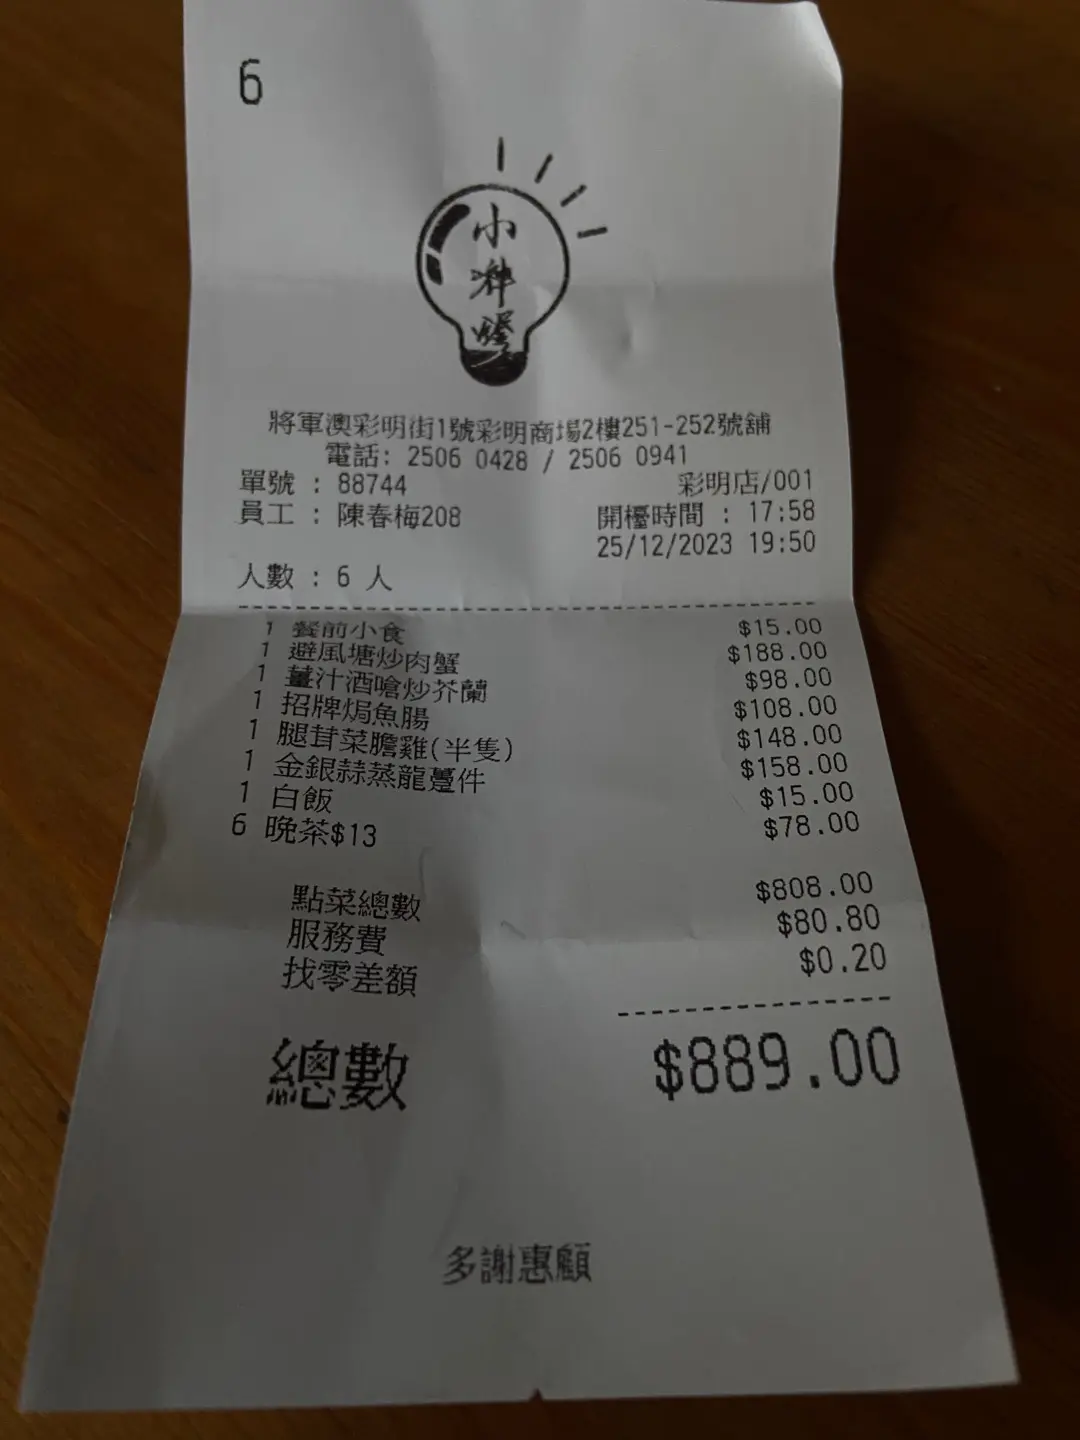 6
小
將軍澳彩明街1號彩明商場2樓251-252號舖
電話: 2506 0428 / 2506 0941
單號 : 88744 彩明店/001
員工 : 陳春梅208 開檯時間 : 17:58
25/12/2023 19:50
人數 : 6 人
1 餐前小食 $15.00
1 避風塘炒肉蟹 $188.00
1 薑汁酒嗆炒芥蘭 $98.00
1 招牌焗魚腸 $108.00
1 腿茸菜膽雞(半隻) $148.00
1 金銀蒜蒸龍躉件 $158.00
1 白飯 $15.00
6 晚茶$13 $78.00
點菜總數 $808.00
服務費 $80.80
找零差額 $0.20
總數 $889.00
多謝惠顧